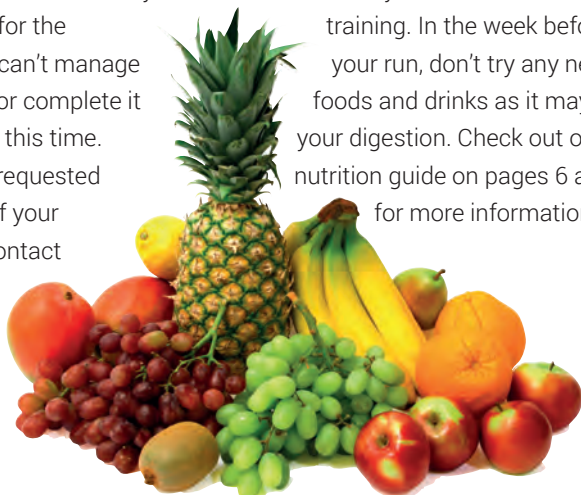 for the
can't manage
or complete it
this time.
requested
f your
ontact
training. In the week befo
your run, don't try any ne
foods and drinks as it may
your digestion. Check out o
nutrition guide on pages 6 a
for more information